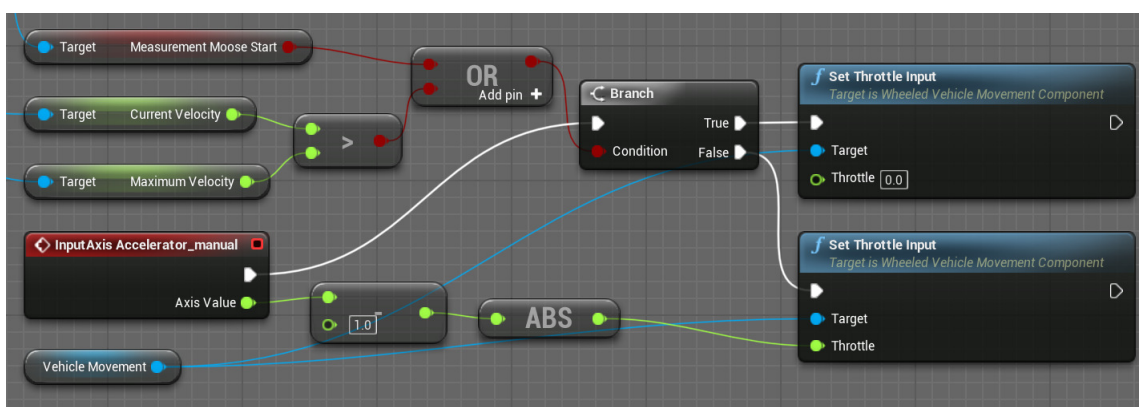 Target Measurement Moose Start
OR
Add pin +
Target Current Velocity
>
Target Maximum Velocity
Branch
True
Condition False
f Set Throttle Input
Target is Wheeled Vehicle Movement Component
Target
Throttle 0.0
InputAxis Accelerator_manual
Axis Value
-
1.0
ABS
Vehicle Movement
f Set Throttle Input
Target is Wheeled Vehicle Movement Component
Target
Throttle